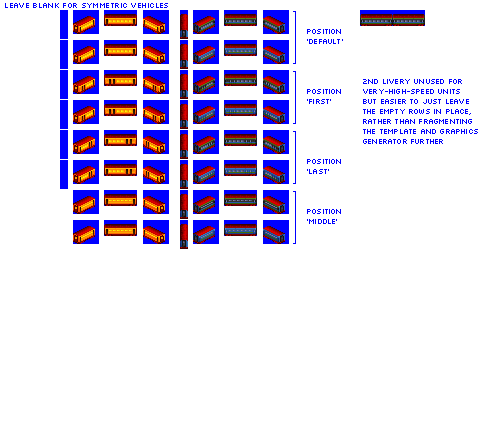 LEAVE BLANK FOR SYMMETRIC VEHICLES
POSITION
'DEFAULT'
POSITION
'FIRST'
POSITION
'LAST'
POSITION
'MIDDLE'
2ND LIVERY UNUSED FOR
VERY-HIGH-SPEED UNITS
BUT EASIER TO JUST LEAVE
THE EMPTY ROWS IN PLACE,
RATHER THAN FRAGMENTING
THE TEMPLATE AND GRAPHICS
GENERATOR FURTHER